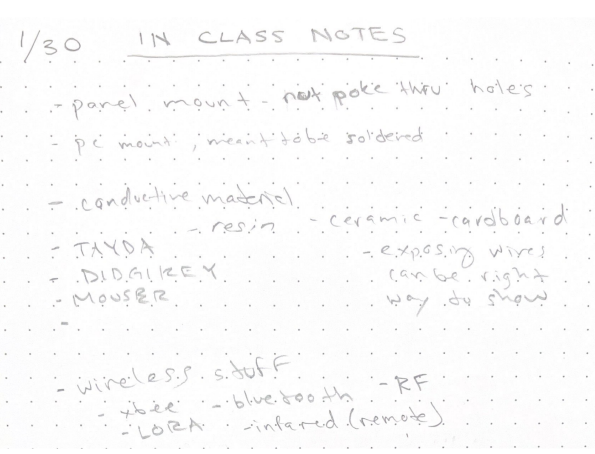 1/30 IN CLASS NOTES
- panel mount - not poke thru holes
- pc mount, meant to be soldered
- conductive material
- resin - ceramic - cardboard
- TAYDA
- DIDGIKEY
- MOUSER
-
- exposing wires
can be right
way to show
- wireless stuff
- xbee - bluetooth - RF
- LORA - infared (remote)